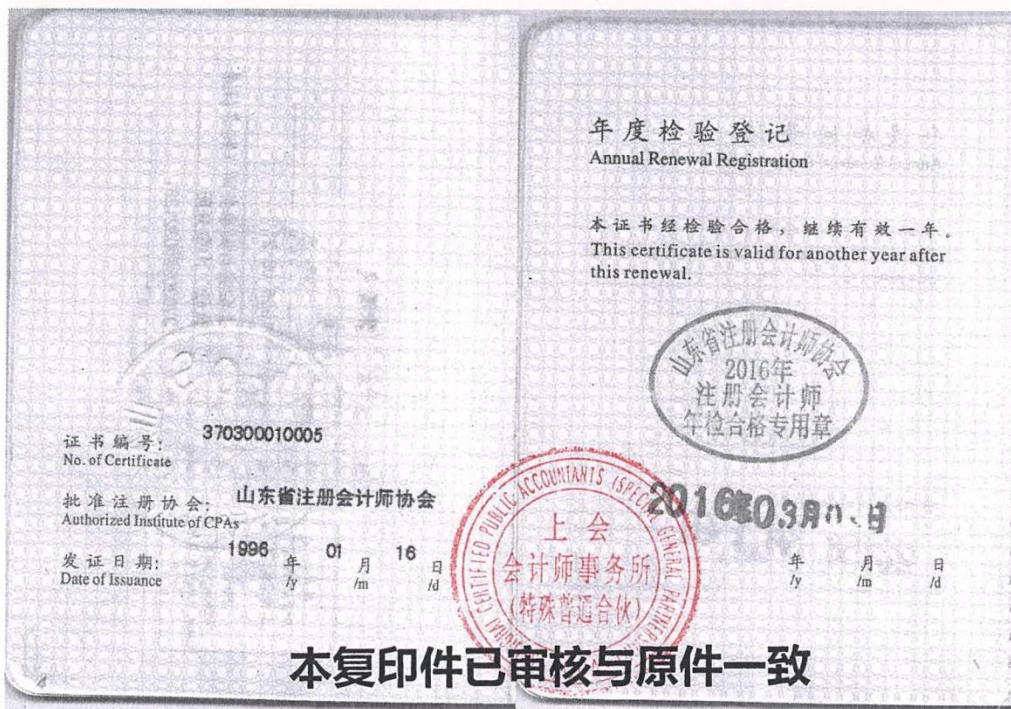 证书编号: 370300010005
No. of Certificate
批准注册协会: 山东省注册会计师协会
Authorized Institute of CPAs
发证日期: 1996 年 01 月 16 日
Date of Issuance /y /m /d
年度检验登记
Annual Renewal Registration
本证书经检验合格，继续有效一年。
This certificate is valid for another year after
this renewal.
山东省注册会计师协会
2016年
注册会计师
年检合格专用章
2016年03月 日
年 月 日
/y /m /d
CERTIFIED PUBLIC ACCOUNTANTS (SPECIAL GENERAL
上会
会计师事务所
(特殊普通合伙)
本复印件已审核与原件一致